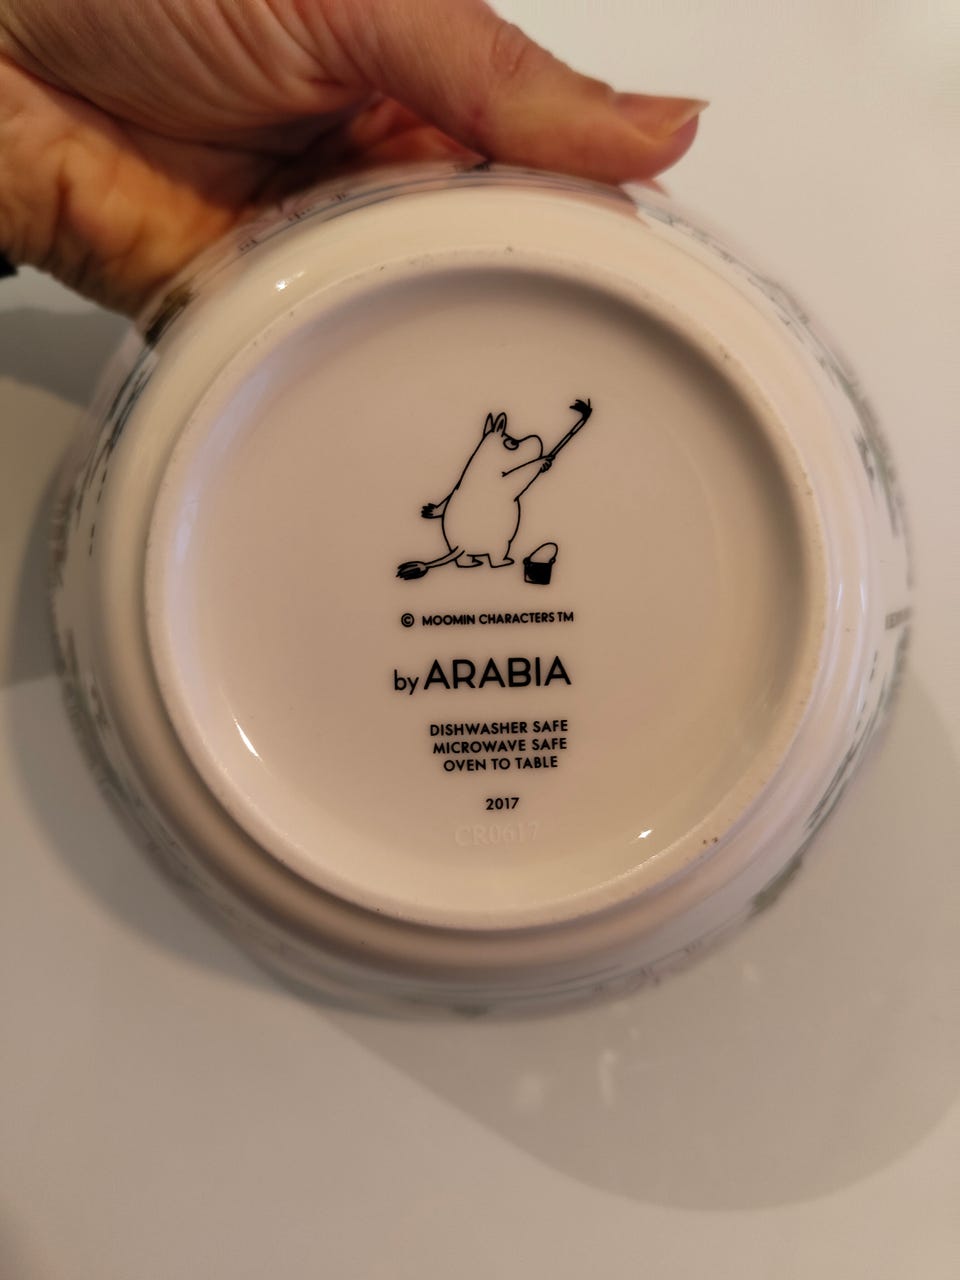 © MOOMIN CHARACTERS TM
by ARABIA
DISHWASHER SAFE
MICROWAVE SAFE
OVEN TO TABLE
2017
CR0617